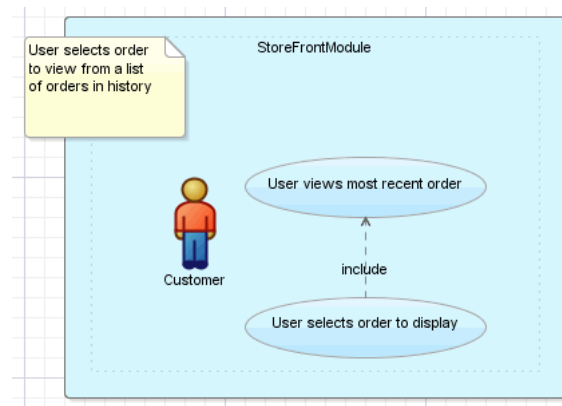 User selects order
to view from a list
of orders in history
StoreFrontModule
User views most recent order
include
Customer
User selects order to display